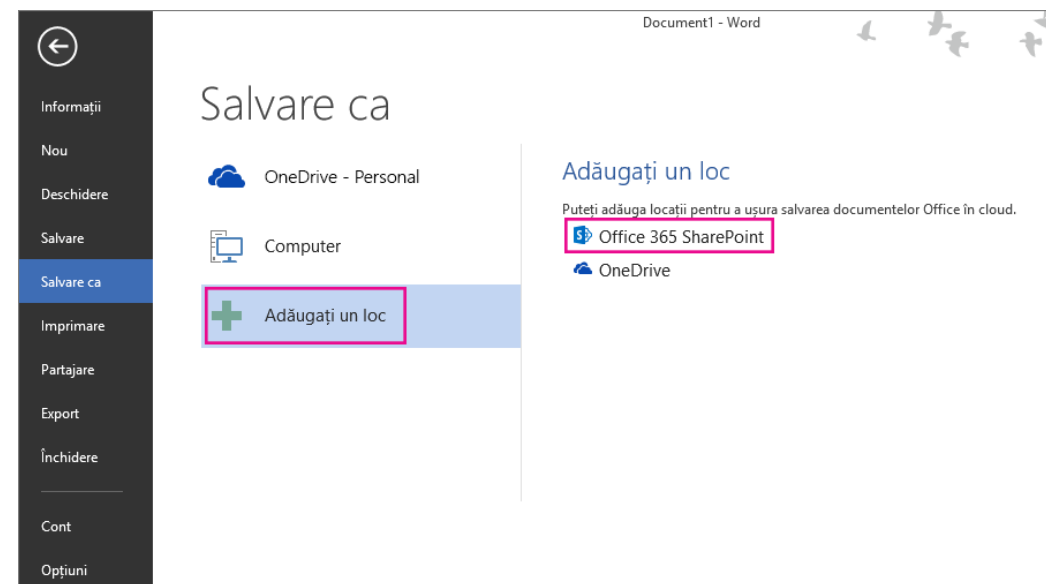 Document1 - Word
Informații
Nou
Deschidere
Salvare
Salvare ca
Imprimare
Partajare
Export
Închidere
Cont
Opțiuni
Salvare ca
OneDrive - Personal
Computer
Adăugați un loc
Adăugați un loc
Puteți adăuga locații pentru a ușura salvarea documentelor Office în cloud.
Office 365 SharePoint
OneDrive